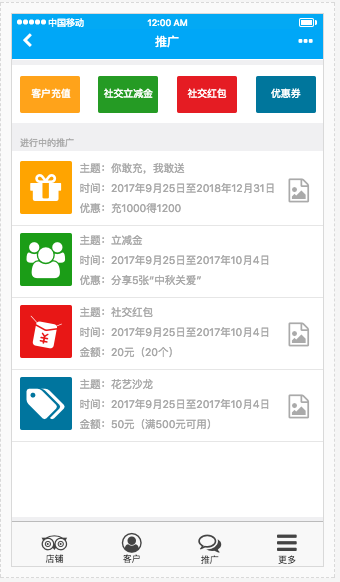 中国移动 12:00 AM
推广
客户充值 社交立减金 社交红包 优惠券
进行中的推广
主题：你敢充，我敢送
时间：2017年9月25日至2018年12月31日
优惠：充1000得1200
主题：立减金
时间：2017年9月25日至2017年10月4日
优惠：分享5张“中秋关爱”
主题：社交红包
时间：2017年9月25日至2017年10月4日
金额：20元（20个）
主题：花艺沙龙
时间：2017年9月25日至2017年10月4日
金额：50元（满500元可用）
店铺 客户 推广 更多